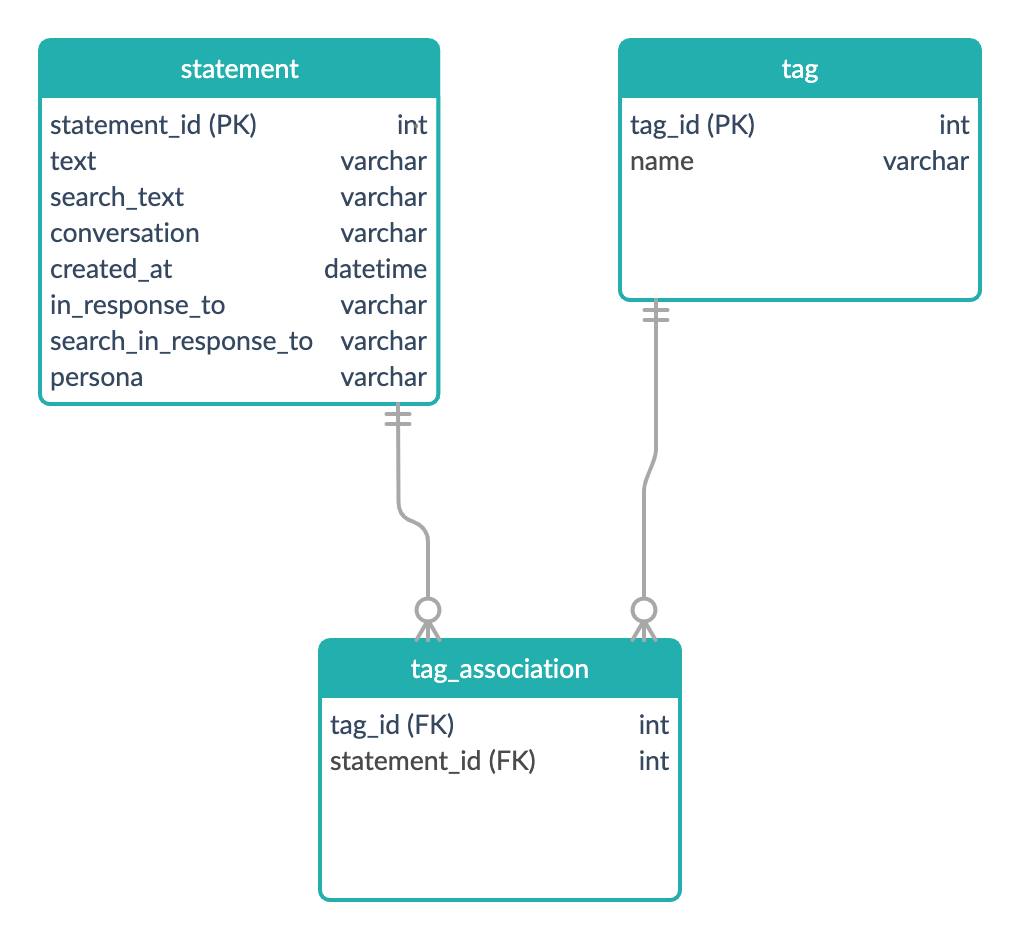 statement
statement_id (PK) int
text varchar
search_text varchar
conversation varchar
created_at datetime
in_response_to varchar
search_in_response_to varchar
persona varchar
tag
tag_id (PK) int
name varchar
tag_association
tag_id (FK) int
statement_id (FK) int